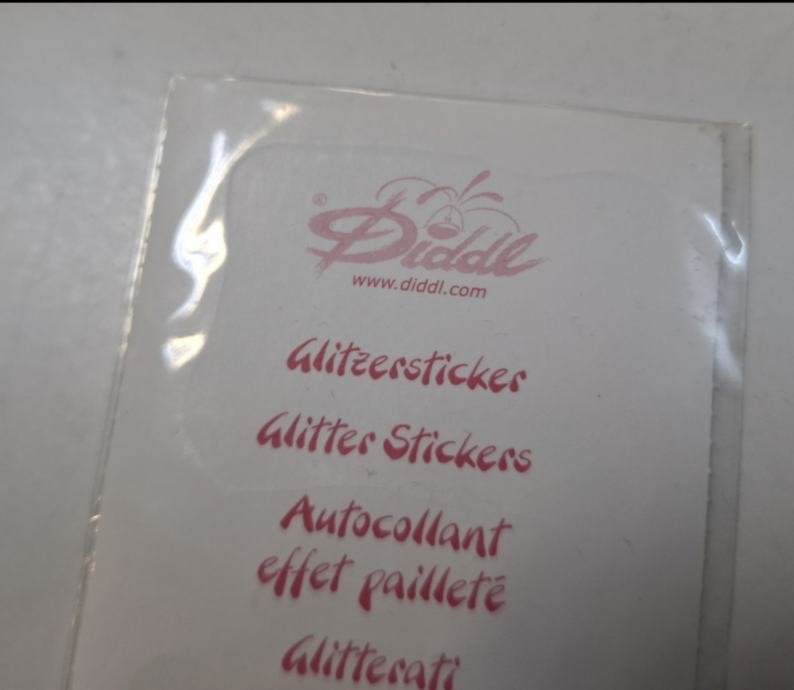 ® Diddl
www.diddl.com
Glitzersticker
Glitter Stickers
Autocollant
effet pailleté
Glitterati